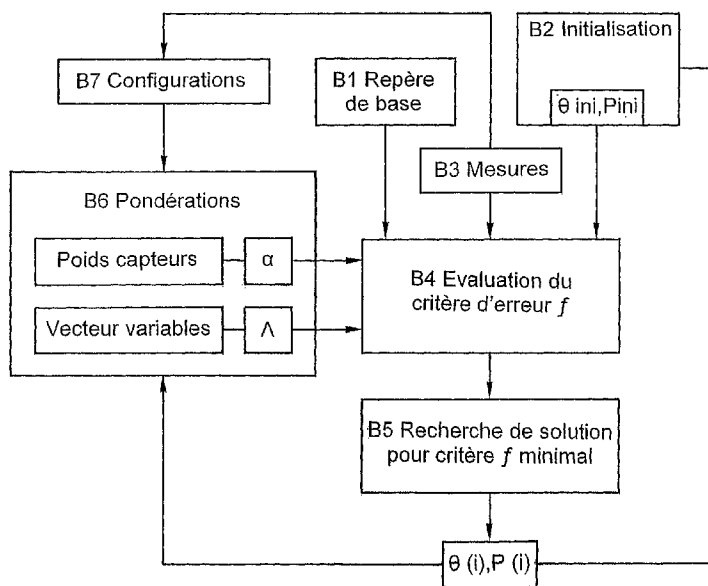 B2 Initialisation
θ ini,Pini
B7 Configurations
B1 Repère
de base
B3 Mesures
B6 Pondérations
Poids capteurs
α
Vecteur variables
Λ
B4 Evaluation du
critère d'erreur f
B5 Recherche de solution
pour critère f minimal
θ (i),P (i)